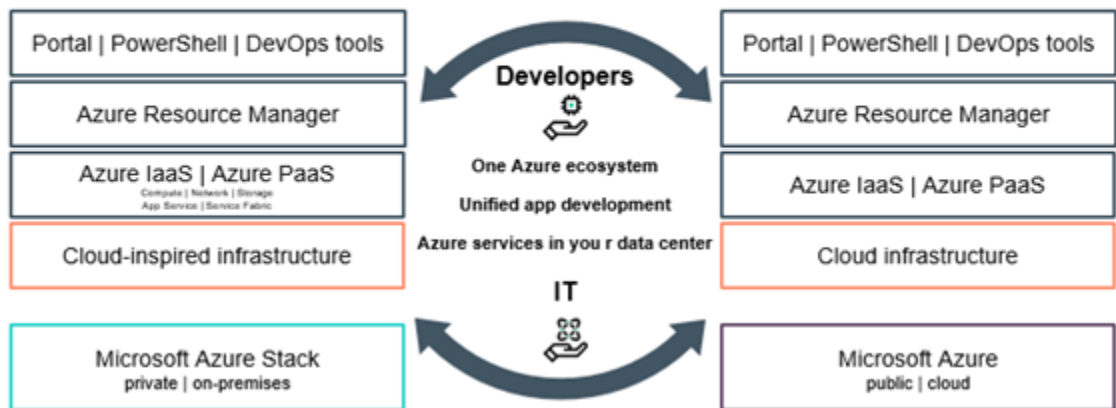 Portal | PowerShell | DevOps tools
Azure Resource Manager
Azure IaaS | Azure PaaS
Compute | Network | Storage
App Service | Service Fabric
Cloud-inspired infrastructure
Microsoft Azure Stack
private | on-premises
Developers
One Azure ecosystem
Unified app development
Azure services in you r data center
IT
Portal | PowerShell | DevOps tools
Azure Resource Manager
Azure IaaS | Azure PaaS
Cloud infrastructure
Microsoft Azure
public | cloud